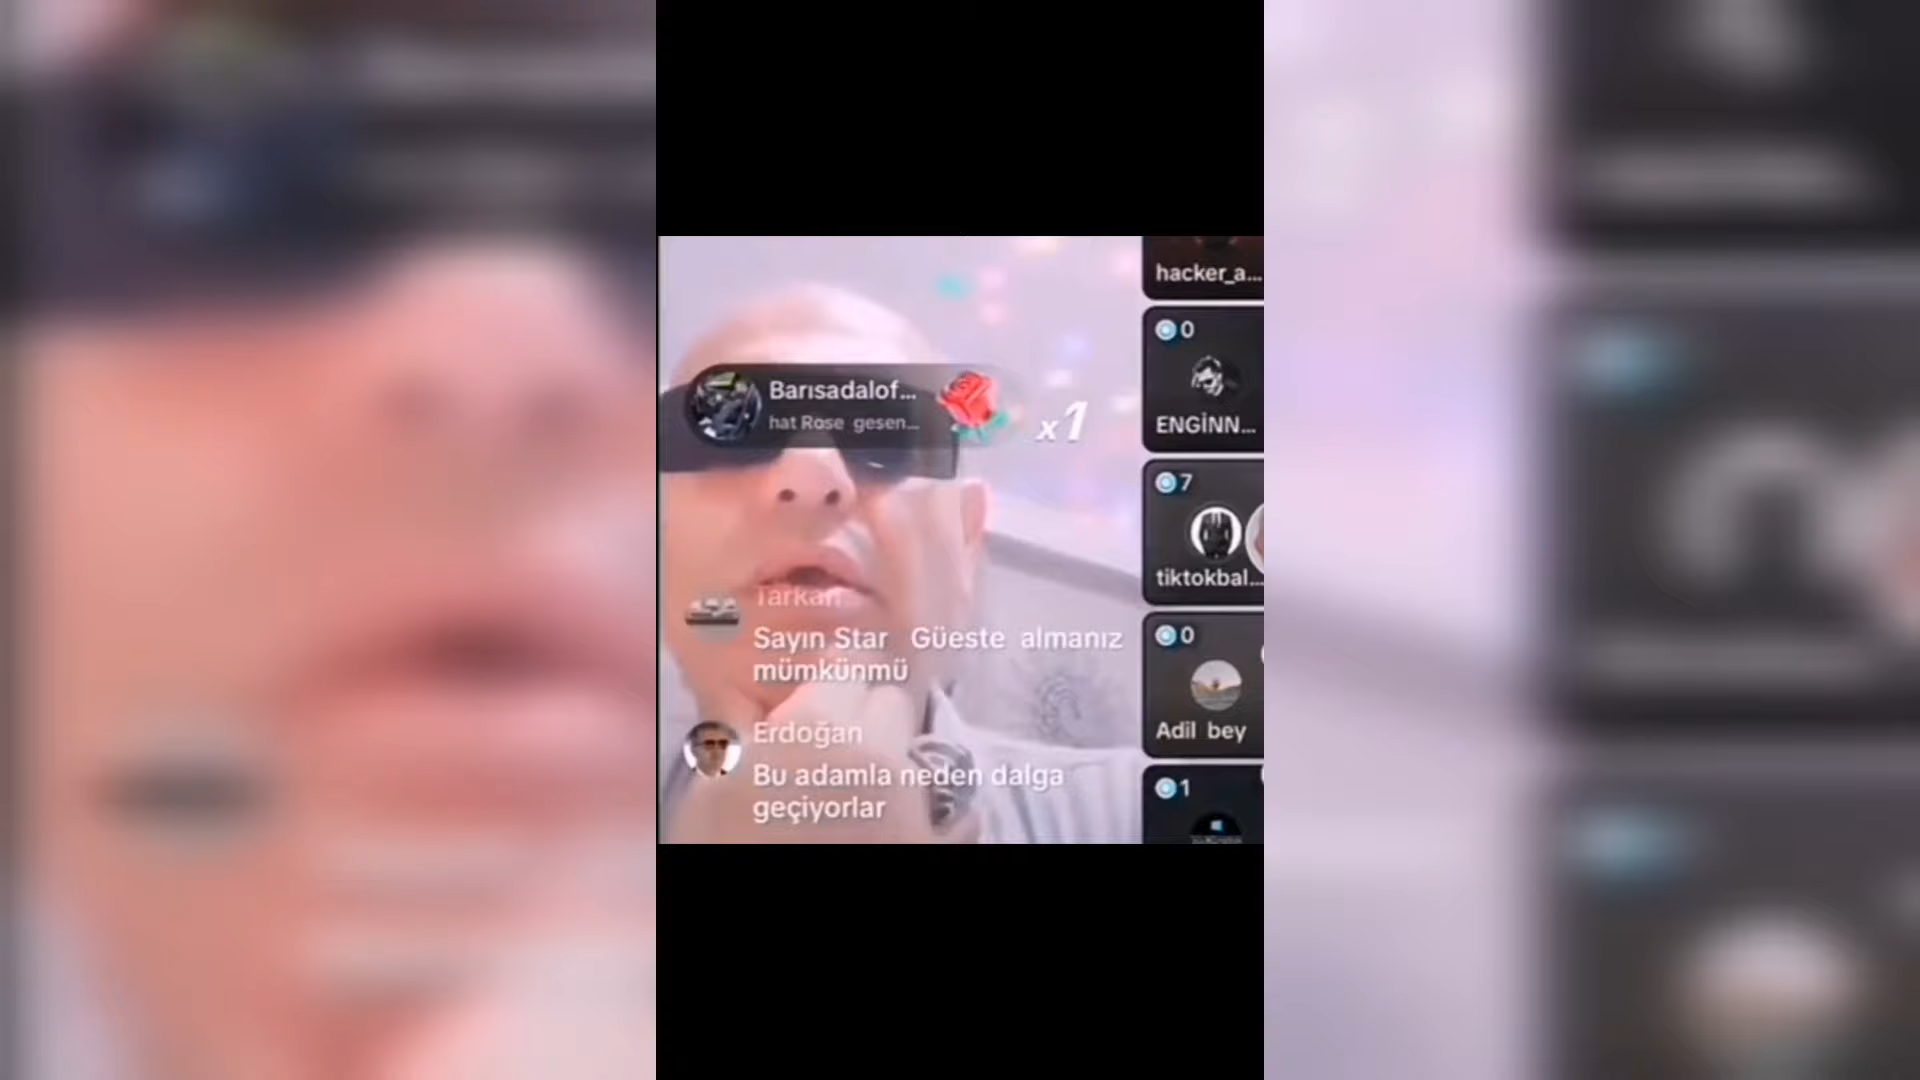 Barısadalof...
hat Rose gesen...
x1
Tarkan
Sayın Star Güeste almanız
mümkünmü
Erdoğan
Bu adamla neden dalga
geçiyorlar
hacker_a...
0
ENGİNN...
7
tiktokbal...
0
Adil bey
1